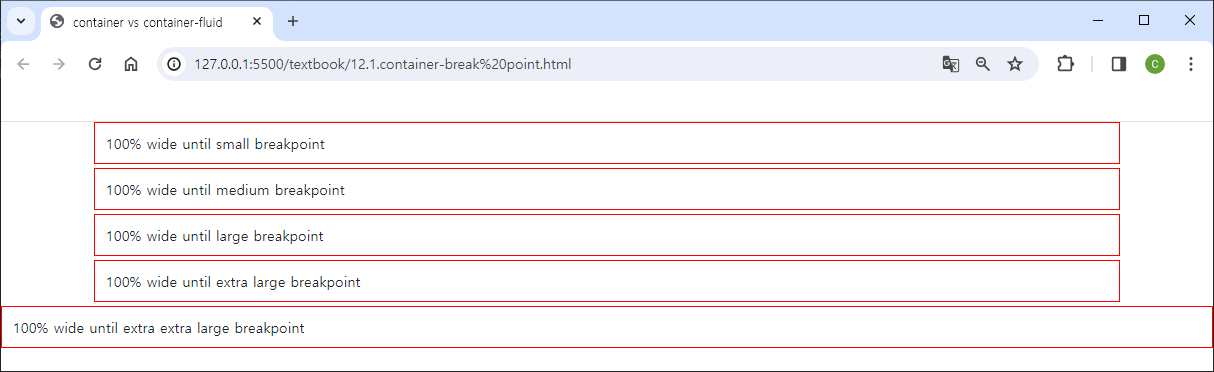 container vs container-fluid
127.0.0.1:5500/textbook/12.1.container-break%20point.html
C
100% wide until small breakpoint
100% wide until medium breakpoint
100% wide until large breakpoint
100% wide until extra large breakpoint
100% wide until extra extra large breakpoint